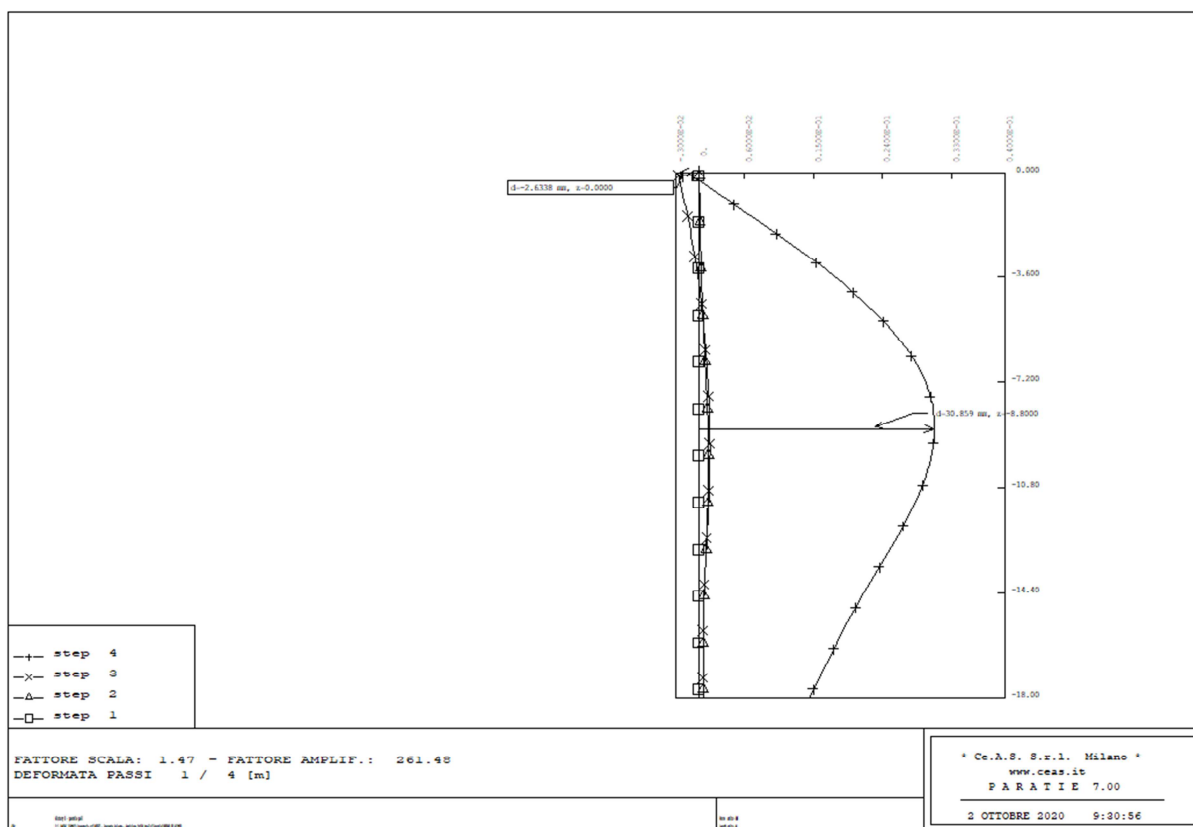 -.3000E-02
0.
0.6000E-02
0.1500E-01
0.2400E-01
0.3300E-01
0.4000E-01
0.000
d=-2.6338 mm, z=0.0000
-3.600
-7.200
d=30.859 mm, z=-8.8000
-10.80
-14.40
-18.00
step 4
step 3
step 2
step 1
FATTORE SCALA: 1.47 - FATTORE AMPLIF.: 261.48
DEFORMATA PASSI 1 / 4 [m]
* Ce.A.S. S.r.l. Milano *
www.ceas.it
P A R A T I E 7.00
2 OTTOBRE 2020 9:30:56